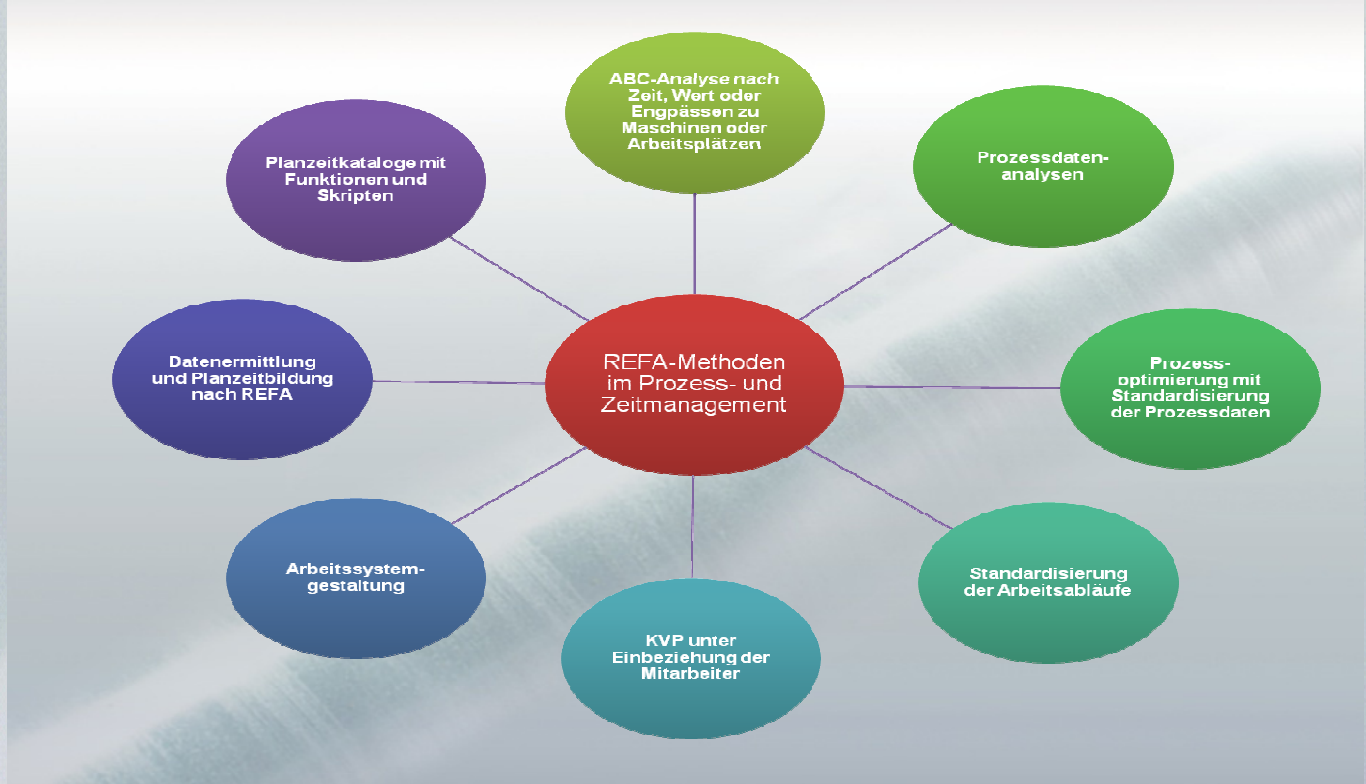 ABC-Analyse nach
Zeit, Wert oder
Engpässen zu
Maschinen oder
Arbeitsplätzen
Prozessdaten-
analysen
Prozess-
optimierung mit
Standardisierung
der Prozessdaten
Standardisierung
der Arbeitsabläufe
KVP unter
Einbeziehung der
Mitarbeiter
Arbeitssystem-
gestaltung
Datenermittlung
und Planzeitbildung
nach REFA
Planzeitkataloge mit
Funktionen und
Skripten
REFA-Methoden
im Prozess- und
Zeitmanagement